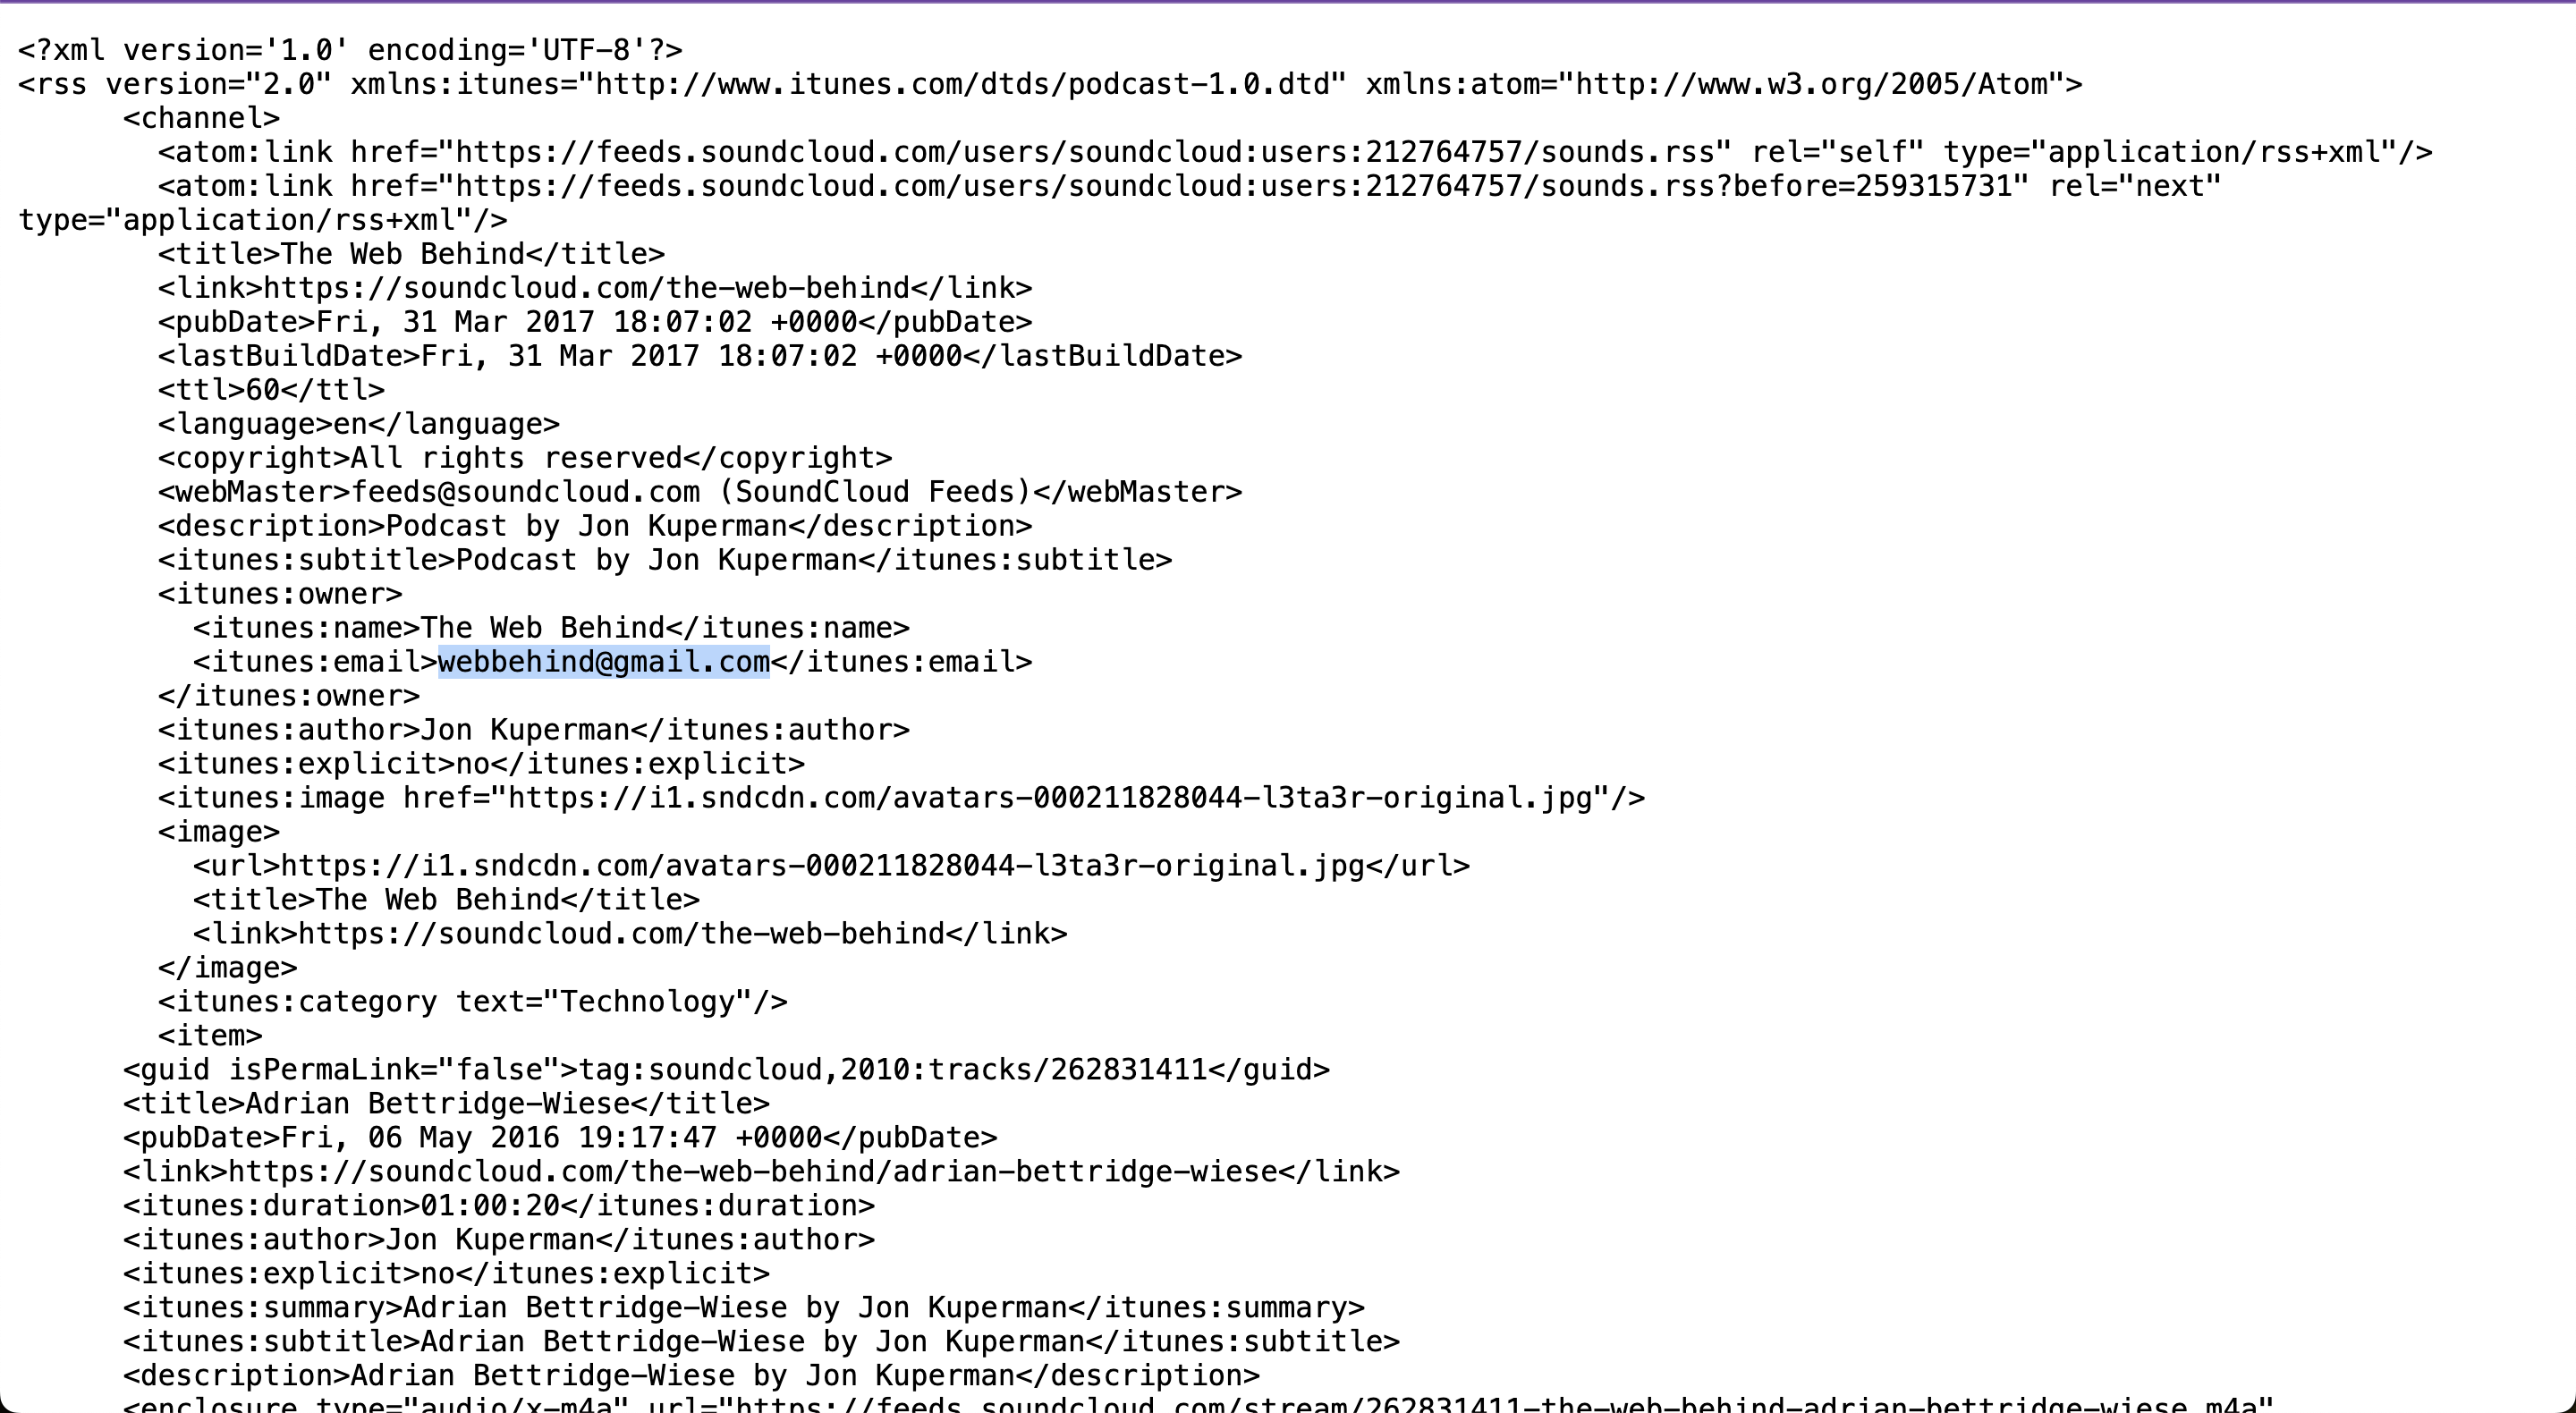 <?xml version='1.0' encoding='UTF-8'?>
<rss version="2.0" xmlns:itunes="http://www.itunes.com/dtds/podcast-1.0.dtd" xmlns:atom="http://www.w3.org/2005/Atom">
<channel>
<atom:link href="https://feeds.soundcloud.com/users/soundcloud:users:212764757/sounds.rss" rel="self" type="application/rss+xml"/>
<atom:link href="https://feeds.soundcloud.com/users/soundcloud:users:212764757/sounds.rss?before=259315731" rel="next"
type="application/rss+xml"/>
<title>The Web Behind</title>
<link>https://soundcloud.com/the-web-behind</link>
<pubDate>Fri, 31 Mar 2017 18:07:02 +0000</pubDate>
<lastBuildDate>Fri, 31 Mar 2017 18:07:02 +0000</lastBuildDate>
<ttl>60</ttl>
<language>en</language>
<copyright>All rights reserved</copyright>
<webMaster>feeds@soundcloud.com (SoundCloud Feeds)</webMaster>
<description>Podcast by Jon Kuperman</description>
<itunes:subtitle>Podcast by Jon Kuperman</itunes:subtitle>
<itunes:owner>
<itunes:name>The Web Behind</itunes:name>
<itunes:email>webbehind@gmail.com</itunes:email>
</itunes:owner>
<itunes:author>Jon Kuperman</itunes:author>
<itunes:explicit>no</itunes:explicit>
<itunes:image href="https://i1.sndcdn.com/avatars-000211828044-l3ta3r-original.jpg"/>
<image>
<url>https://i1.sndcdn.com/avatars-000211828044-l3ta3r-original.jpg</url>
<title>The Web Behind</title>
<link>https://soundcloud.com/the-web-behind</link>
</image>
<itunes:category text="Technology"/>
<item>
<guid isPermaLink="false">tag:soundcloud,2010:tracks/262831411</guid>
<title>Adrian Bettridge-Wiese</title>
<pubDate>Fri, 06 May 2016 19:17:47 +0000</pubDate>
<link>https://soundcloud.com/the-web-behind/adrian-bettridge-wiese</link>
<itunes:duration>01:00:20</itunes:duration>
<itunes:author>Jon Kuperman</itunes:author>
<itunes:explicit>no</itunes:explicit>
<itunes:summary>Adrian Bettridge-Wiese by Jon Kuperman</itunes:summary>
<itunes:subtitle>Adrian Bettridge-Wiese by Jon Kuperman</itunes:subtitle>
<description>Adrian Bettridge-Wiese by Jon Kuperman</description>
<enclosure type="audio/x-m4a" url="https://feeds.soundcloud.com/stream/262831411-the-web-behind-adrian-bettridge-wiese.m4a"